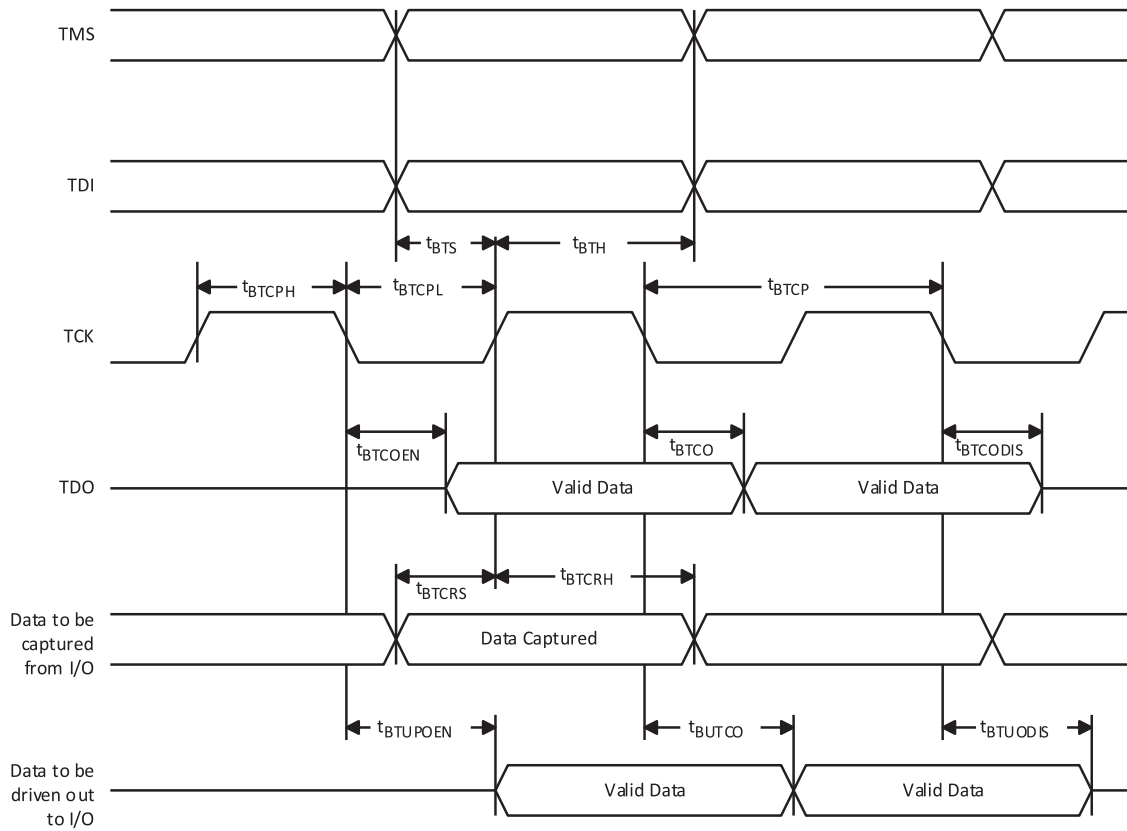 TMS
TDI
tBTS
tBTH
tBTCPH
tBTCPL
tBTCP
TCK
tBTCOEN
tBTCO
tBTCODIS
TDO
Valid Data
Valid Data
tBTCRS
tBTCRH
Data to be
captured
from I/O
Data Captured
tBTUPOEN
tBUTCO
tBTUODIS
Data to be
driven out
to I/O
Valid Data
Valid Data